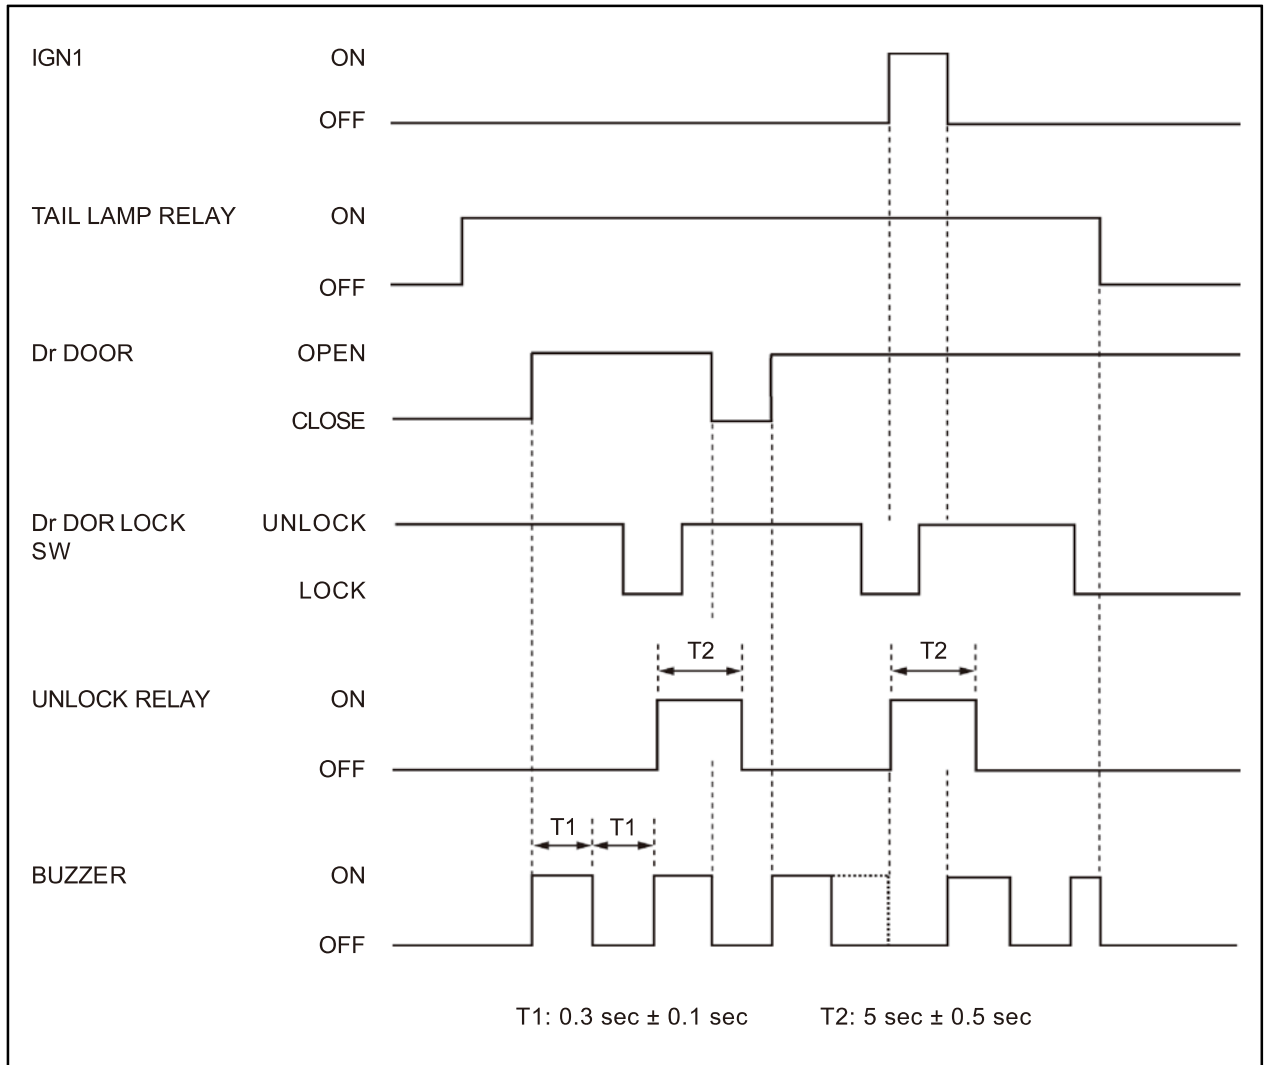 IGN1 ON
OFF
TAIL LAMP RELAY ON
OFF
Dr DOOR OPEN
CLOSE
Dr DOR LOCK UNLOCK
SW
LOCK
T2 T2
UNLOCK RELAY ON
OFF
T1 T1
BUZZER ON
OFF
T1: 0.3 sec ± 0.1 sec T2: 5 sec ± 0.5 sec